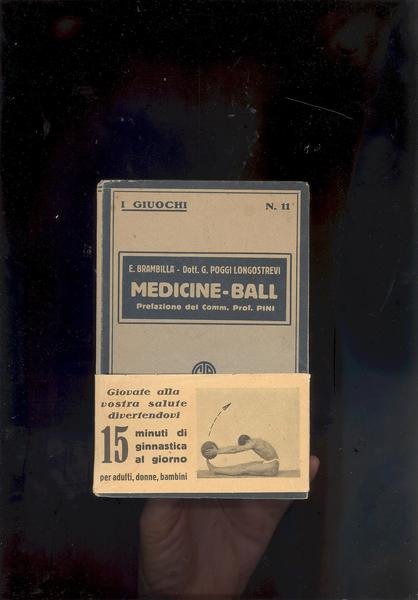 I GIUOCHI N. 11
E. BRAMBILLA - Dott. G. POGGI LONGOSTREVI
MEDICINE-BALL
Prefazione del Comm. Prof. PINI
Giovate alla
vostra salute
divertendovi
15 minuti di
ginnastica
al giorno
per adulti, donne, bambini